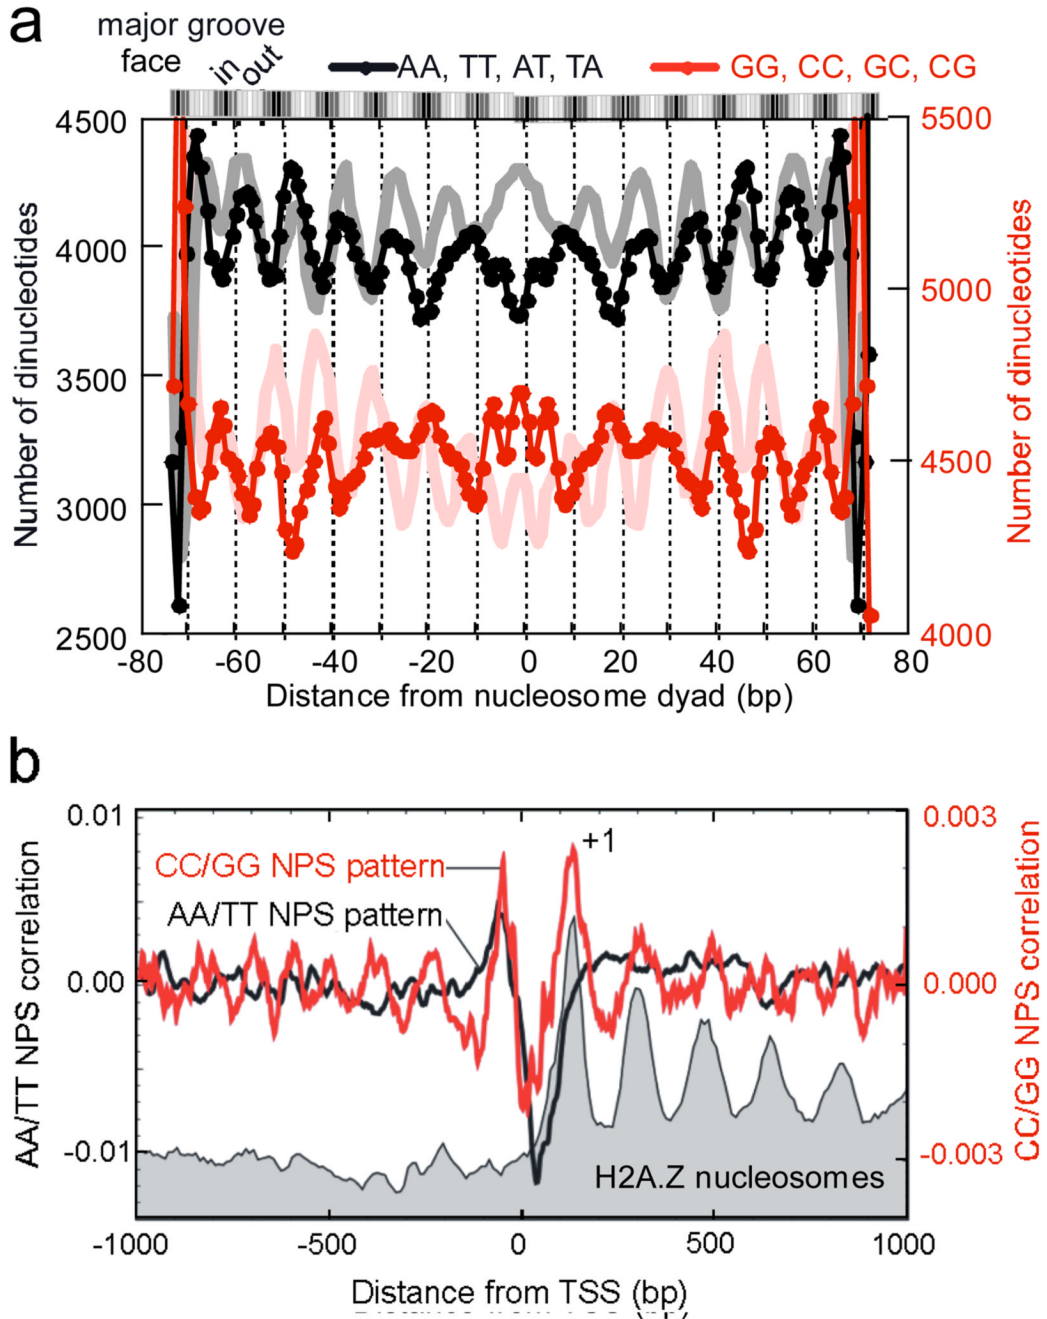 a
major groove
face in out
AA, TT, AT, TA
GG, CC, GC, CG
4500
4000
3500
3000
2500
Number of dinucleotides
5500
5000
4500
4000
Number of dinucleotides
-80 -60 -40 -20 0 20 40 60 80
Distance from nucleosome dyad (bp)
b
0.01
0.00
-0.01
AA/TT NPS correlation
0.003
0.000
-0.003
CC/GG NPS correlation
+1
CC/GG NPS pattern
AA/TT NPS pattern
H2A.Z nucleosomes
-1000 -500 0 500 1000
Distance from TSS (bp)